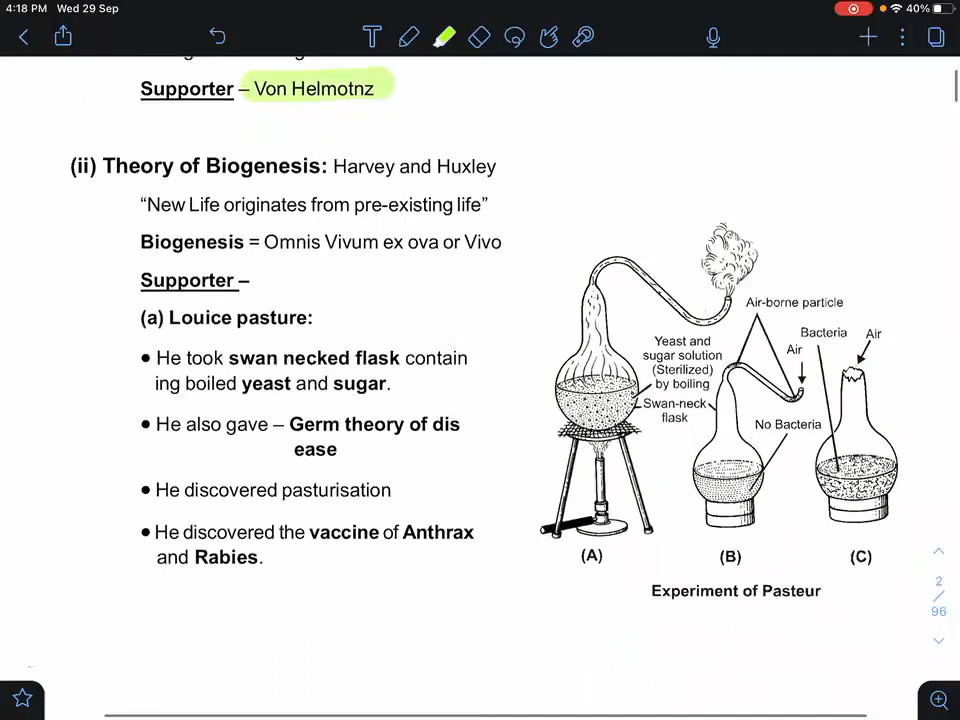 4:18 PM Wed 29 Sep
40%
T
Supporter – Von Helmotnz
(ii) Theory of Biogenesis: Harvey and Huxley
“New Life originates from pre-existing life”
Biogenesis = Omnis Vivum ex ova or Vivo
Supporter –
(a) Louice pasture:
• He took swan necked flask contain
ing boiled yeast and sugar.
• He also gave – Germ theory of dis
ease
• He discovered pasturisation
• He discovered the vaccine of Anthrax
and Rabies.
Air-borne particle
Bacteria
Air
Yeast and
sugar solution
(Sterilized)
by boiling
Air
Swan-neck
flask
No Bacteria
(A)
(B)
(C)
Experiment of Pasteur
2
/
96